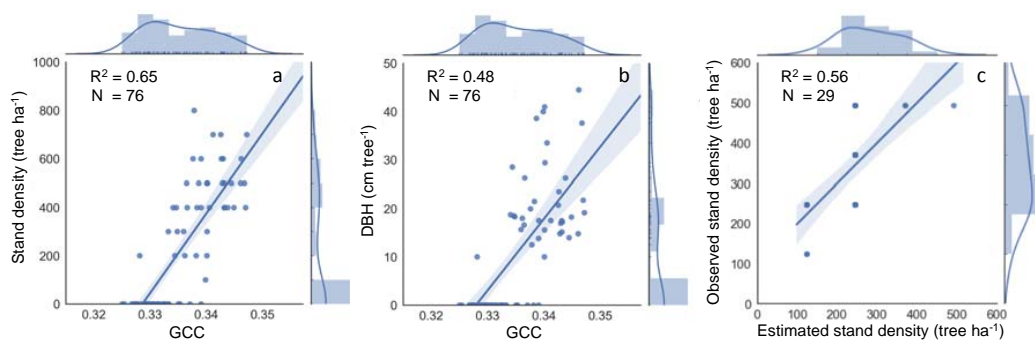 R² = 0.65
N = 76
a
1000
800
600
400
200
0
Stand density (tree ha⁻¹)
0.32 0.33 0.34 0.35
GCC
R² = 0.48
N = 76
b
50
40
30
20
10
0
DBH (cm tree⁻¹)
0.32 0.33 0.34 0.35
GCC
R² = 0.56
N = 29
c
600
500
400
300
200
100
0
Observed stand density (tree ha⁻¹)
0 100 200 300 400 500 600
Estimated stand density (tree ha⁻¹)